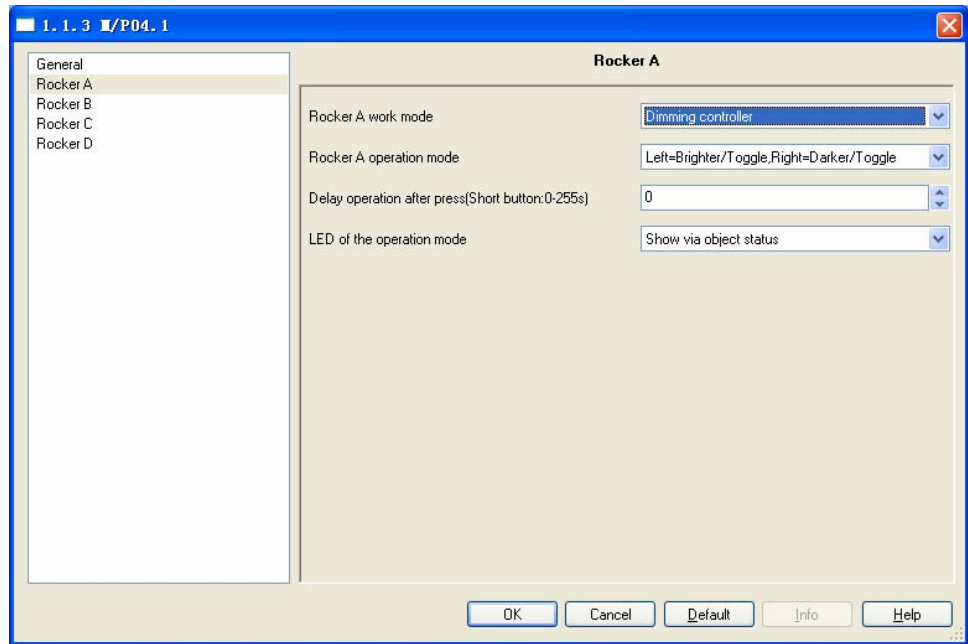 1.1.3 M/P04.1
General
Rocker A
Rocker B
Rocker C
Rocker D
Rocker A
Rocker A work mode
Dimming controller
Rocker A operation mode
Left=Brighter/Toggle,Right=Darker/Toggle
Delay operation after press(Short button:0-255s)
0
LED of the operation mode
Show via object status
OK
Cancel
Default
Info
Help